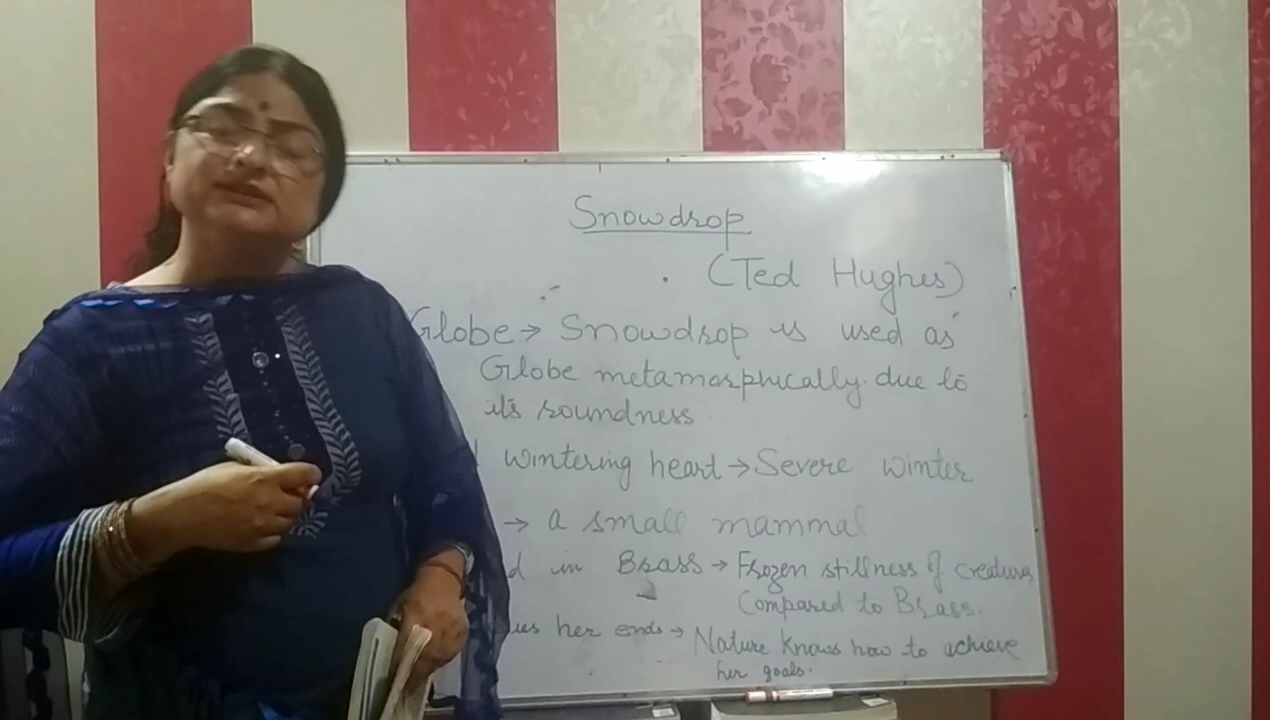 Snowdrop
(Ted Hughes)
Globe → Snowdrop is used as
Globe metamorphically due to
its roundness.
wintering heart → Severe winter
→ a small mammal
in Brass → Frozen stillness of creatures
Compared to Brass.
her ends → Nature knows how to achieve
her goals.